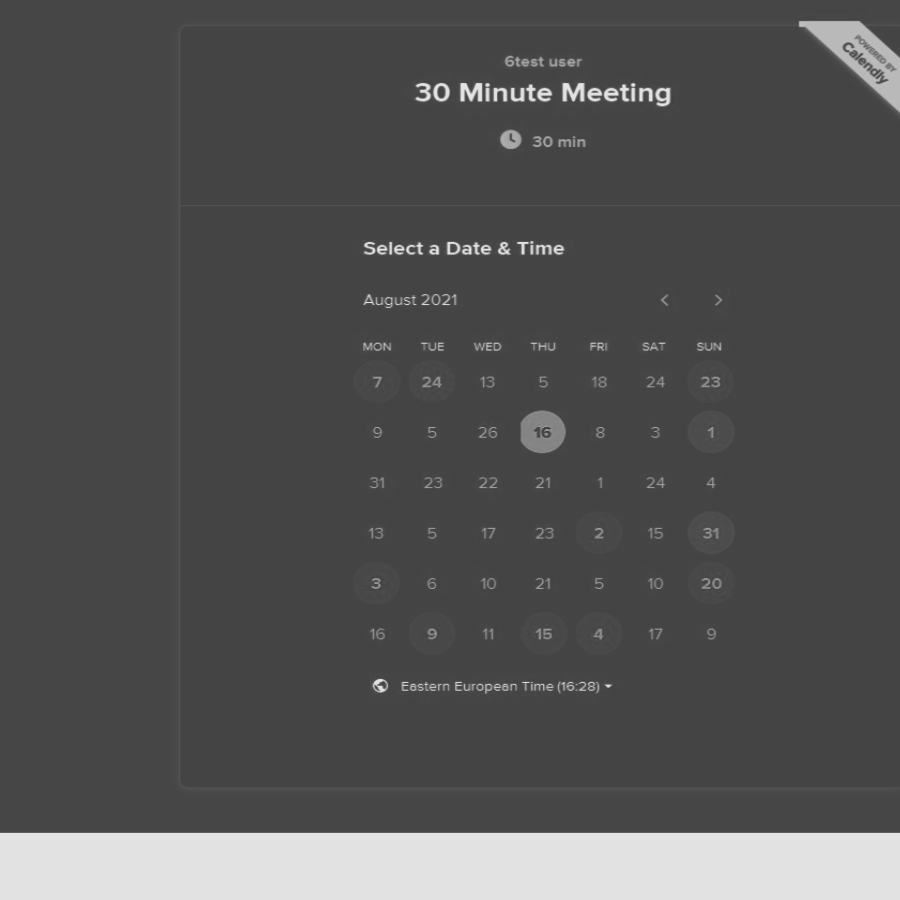 POWERED BY
Calendly
6test user
30 Minute Meeting
30 min
Select a Date & Time
August 2021
MON TUE WED THU FRI SAT SUN
7 24 13 5 18 24 23
9 5 26 16 8 3 1
31 23 22 21 1 24 4
13 5 17 23 2 15 31
3 6 10 21 5 10 20
16 9 11 15 4 17 9
Eastern European Time (16:28)